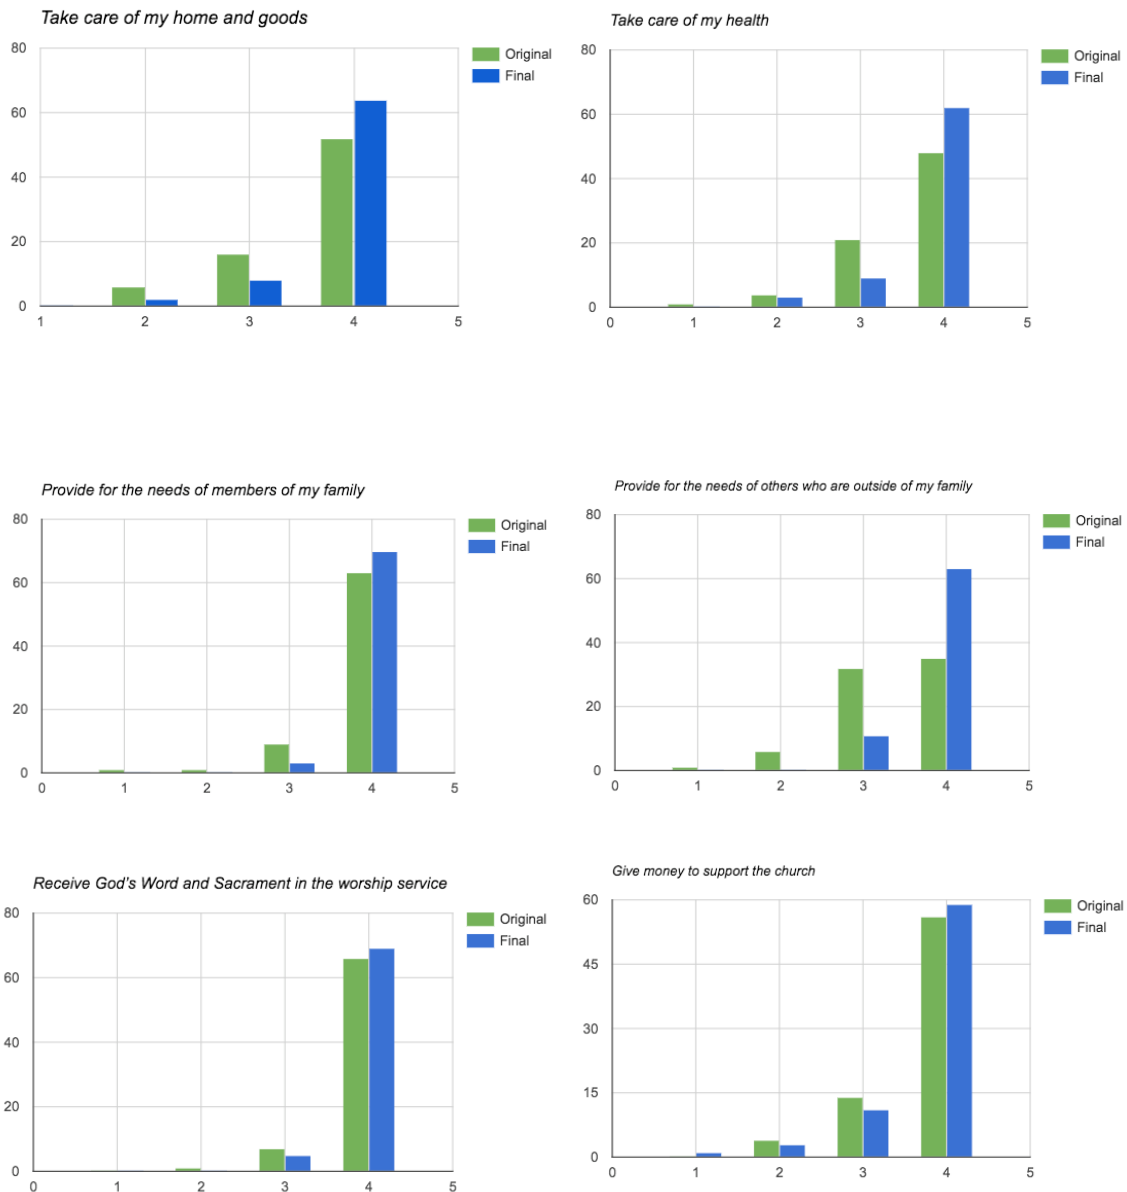 Take care of my home and goods
80
60
40
20
0
1 2 3 4 5
Original
Final
Take care of my health
80
60
40
20
0
0 1 2 3 4 5
Original
Final
Provide for the needs of members of my family
80
60
40
20
0
0 1 2 3 4 5
Original
Final
Provide for the needs of others who are outside of my family
80
60
40
20
0
0 1 2 3 4 5
Original
Final
Receive God's Word and Sacrament in the worship service
80
60
40
20
0
0 1 2 3 4 5
Original
Final
Give money to support the church
60
45
30
15
0
0 1 2 3 4 5
Original
Final